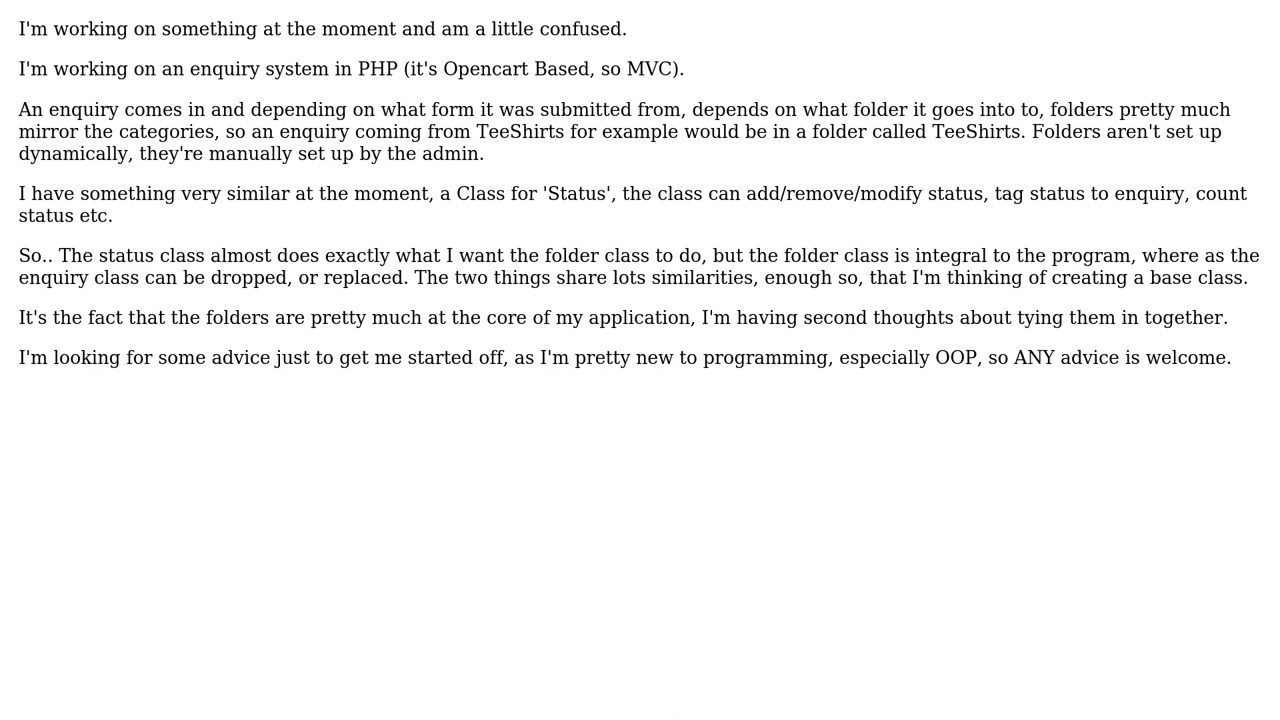 I'm working on something at the moment and am a little confused.
I'm working on an enquiry system in PHP (it's Opencart Based, so MVC).
An enquiry comes in and depending on what form it was submitted from, depends on what folder it goes into to, folders pretty much
mirror the categories, so an enquiry coming from TeeShirts for example would be in a folder called TeeShirts. Folders aren't set up
dynamically, they're manually set up by the admin.
I have something very similar at the moment, a Class for 'Status', the class can add/remove/modify status, tag status to enquiry, count
status etc.
So.. The status class almost does exactly what I want the folder class to do, but the folder class is integral to the program, where as the
enquiry class can be dropped, or replaced. The two things share lots similarities, enough so, that I'm thinking of creating a base class.
It's the fact that the folders are pretty much at the core of my application, I'm having second thoughts about tying them in together.
I'm looking for some advice just to get me started off, as I'm pretty new to programming, especially OOP, so ANY advice is welcome.